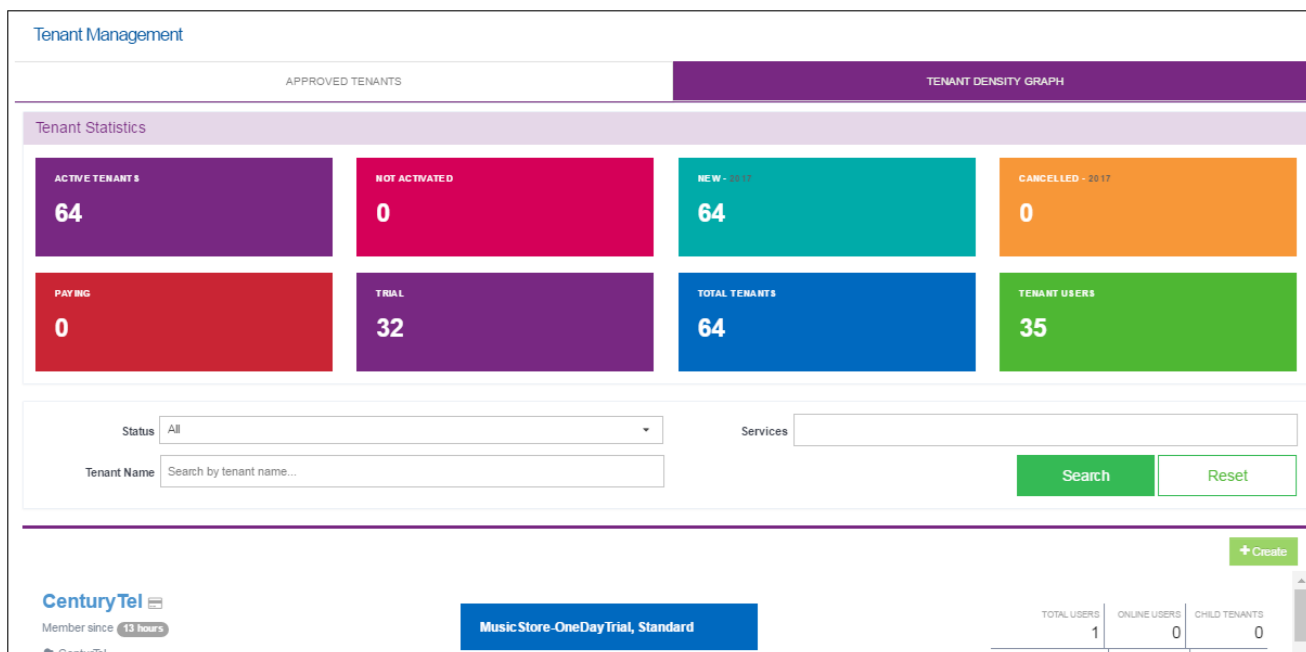 Tenant Management
APPROVED TENANTS TENANT DENSITY GRAPH
Tenant Statistics
ACTIVE TENANTS NOT ACTIVATED NEW - 2017 CANCELLED - 2017
64 0 64 0
PAYING TRIAL TOTAL TENANTS TENANT USERS
0 32 64 35
Status All Services
Tenant Name Search by tenant name... Search Reset
+ Create
CenturyTel
Member since 13 hours
MusicStore-OneDayTrial, Standard
TOTAL USERS ONLINE USERS CHILD TENANTS
1 0 0